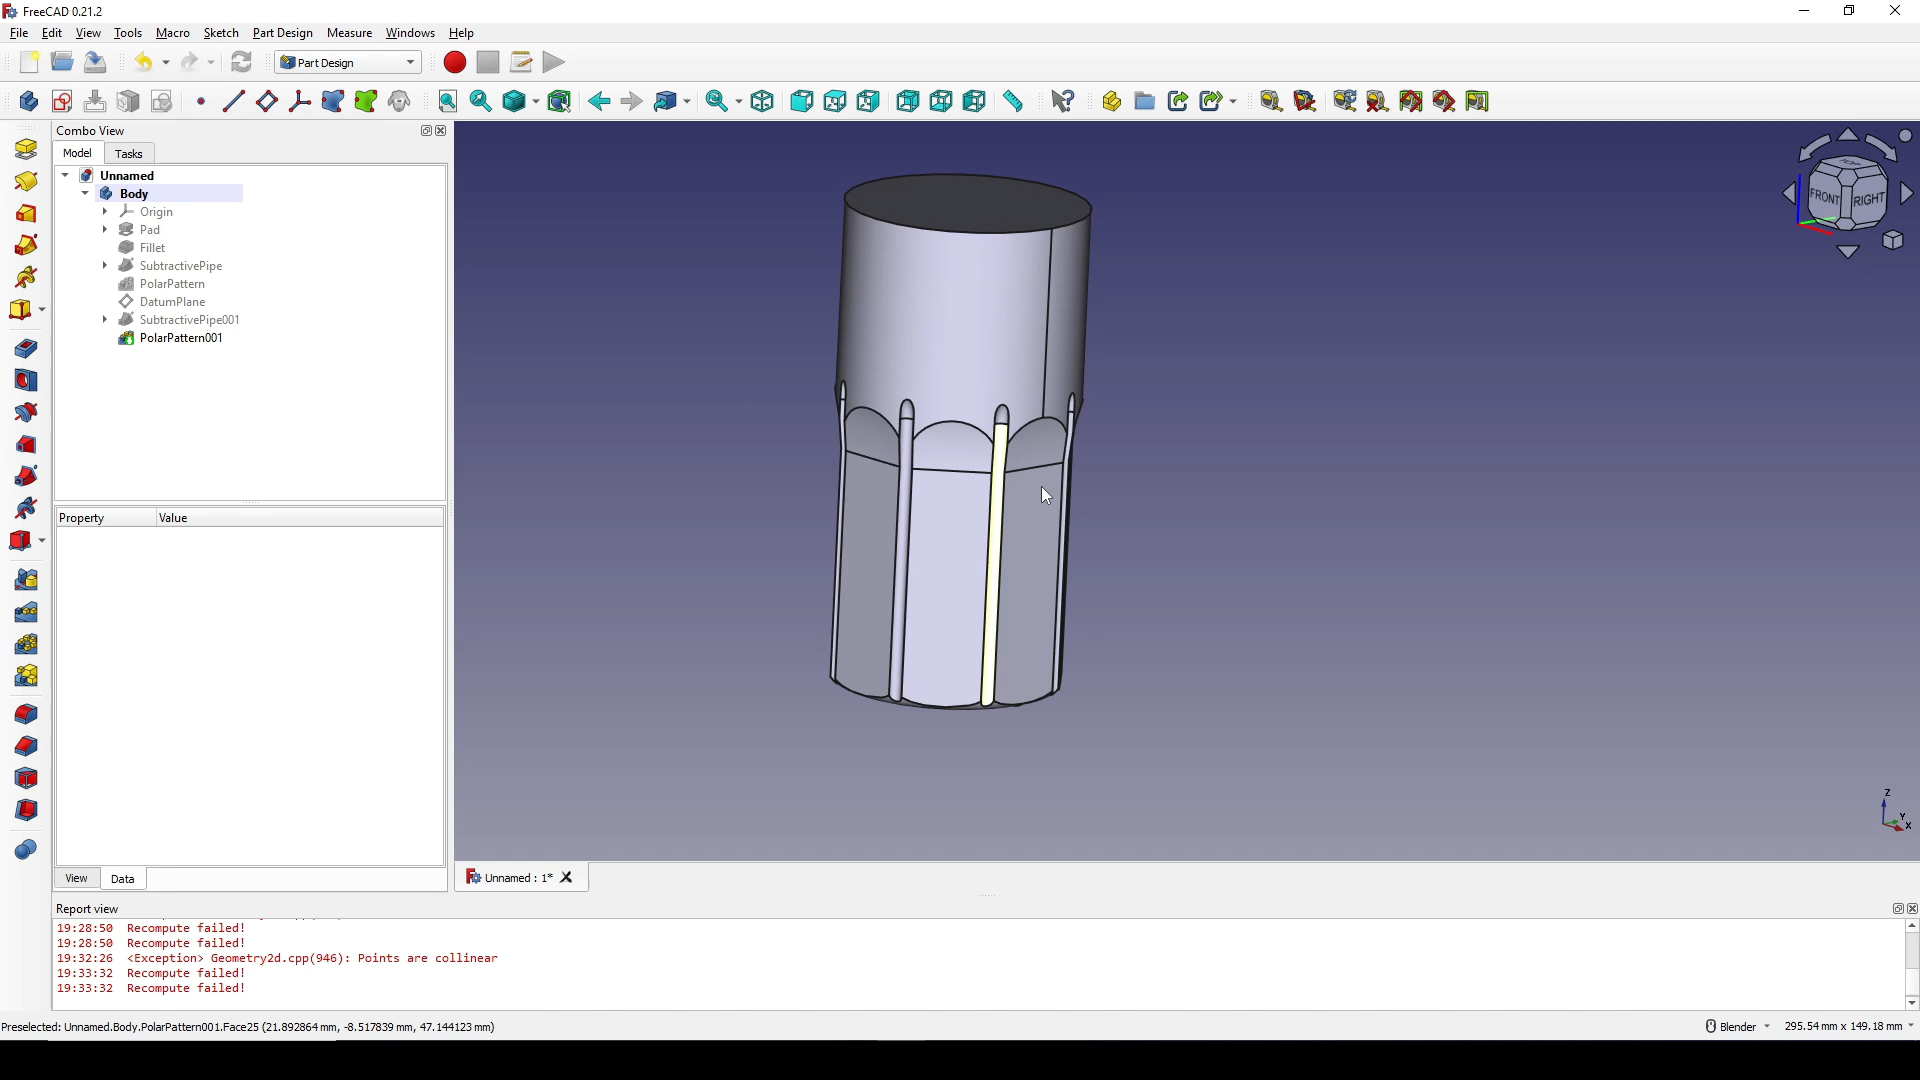 FreeCAD 0.21.2
File Edit View Tools Macro Sketch Part Design Measure Windows Help
Part Design
Combo View
Model Tasks
Unnamed
Body
Origin
Pad
Fillet
SubtractivePipe
PolarPattern
DatumPlane
SubtractivePipe001
PolarPattern001
Property Value
View Data
TOP
FRONT RIGHT
Z
Y
X
Unnamed : 1*
Report view
19:28:50 Recompute failed!
19:28:50 Recompute failed!
19:32:26 <Exception> Geometry2d.cpp(946): Points are collinear
19:33:32 Recompute failed!
19:33:32 Recompute failed!
Preselected: Unnamed.Body.PolarPattern001.Face25 (21.892864 mm, -8.517839 mm, 47.144123 mm)
Blender 295.54 mm x 149.18 mm